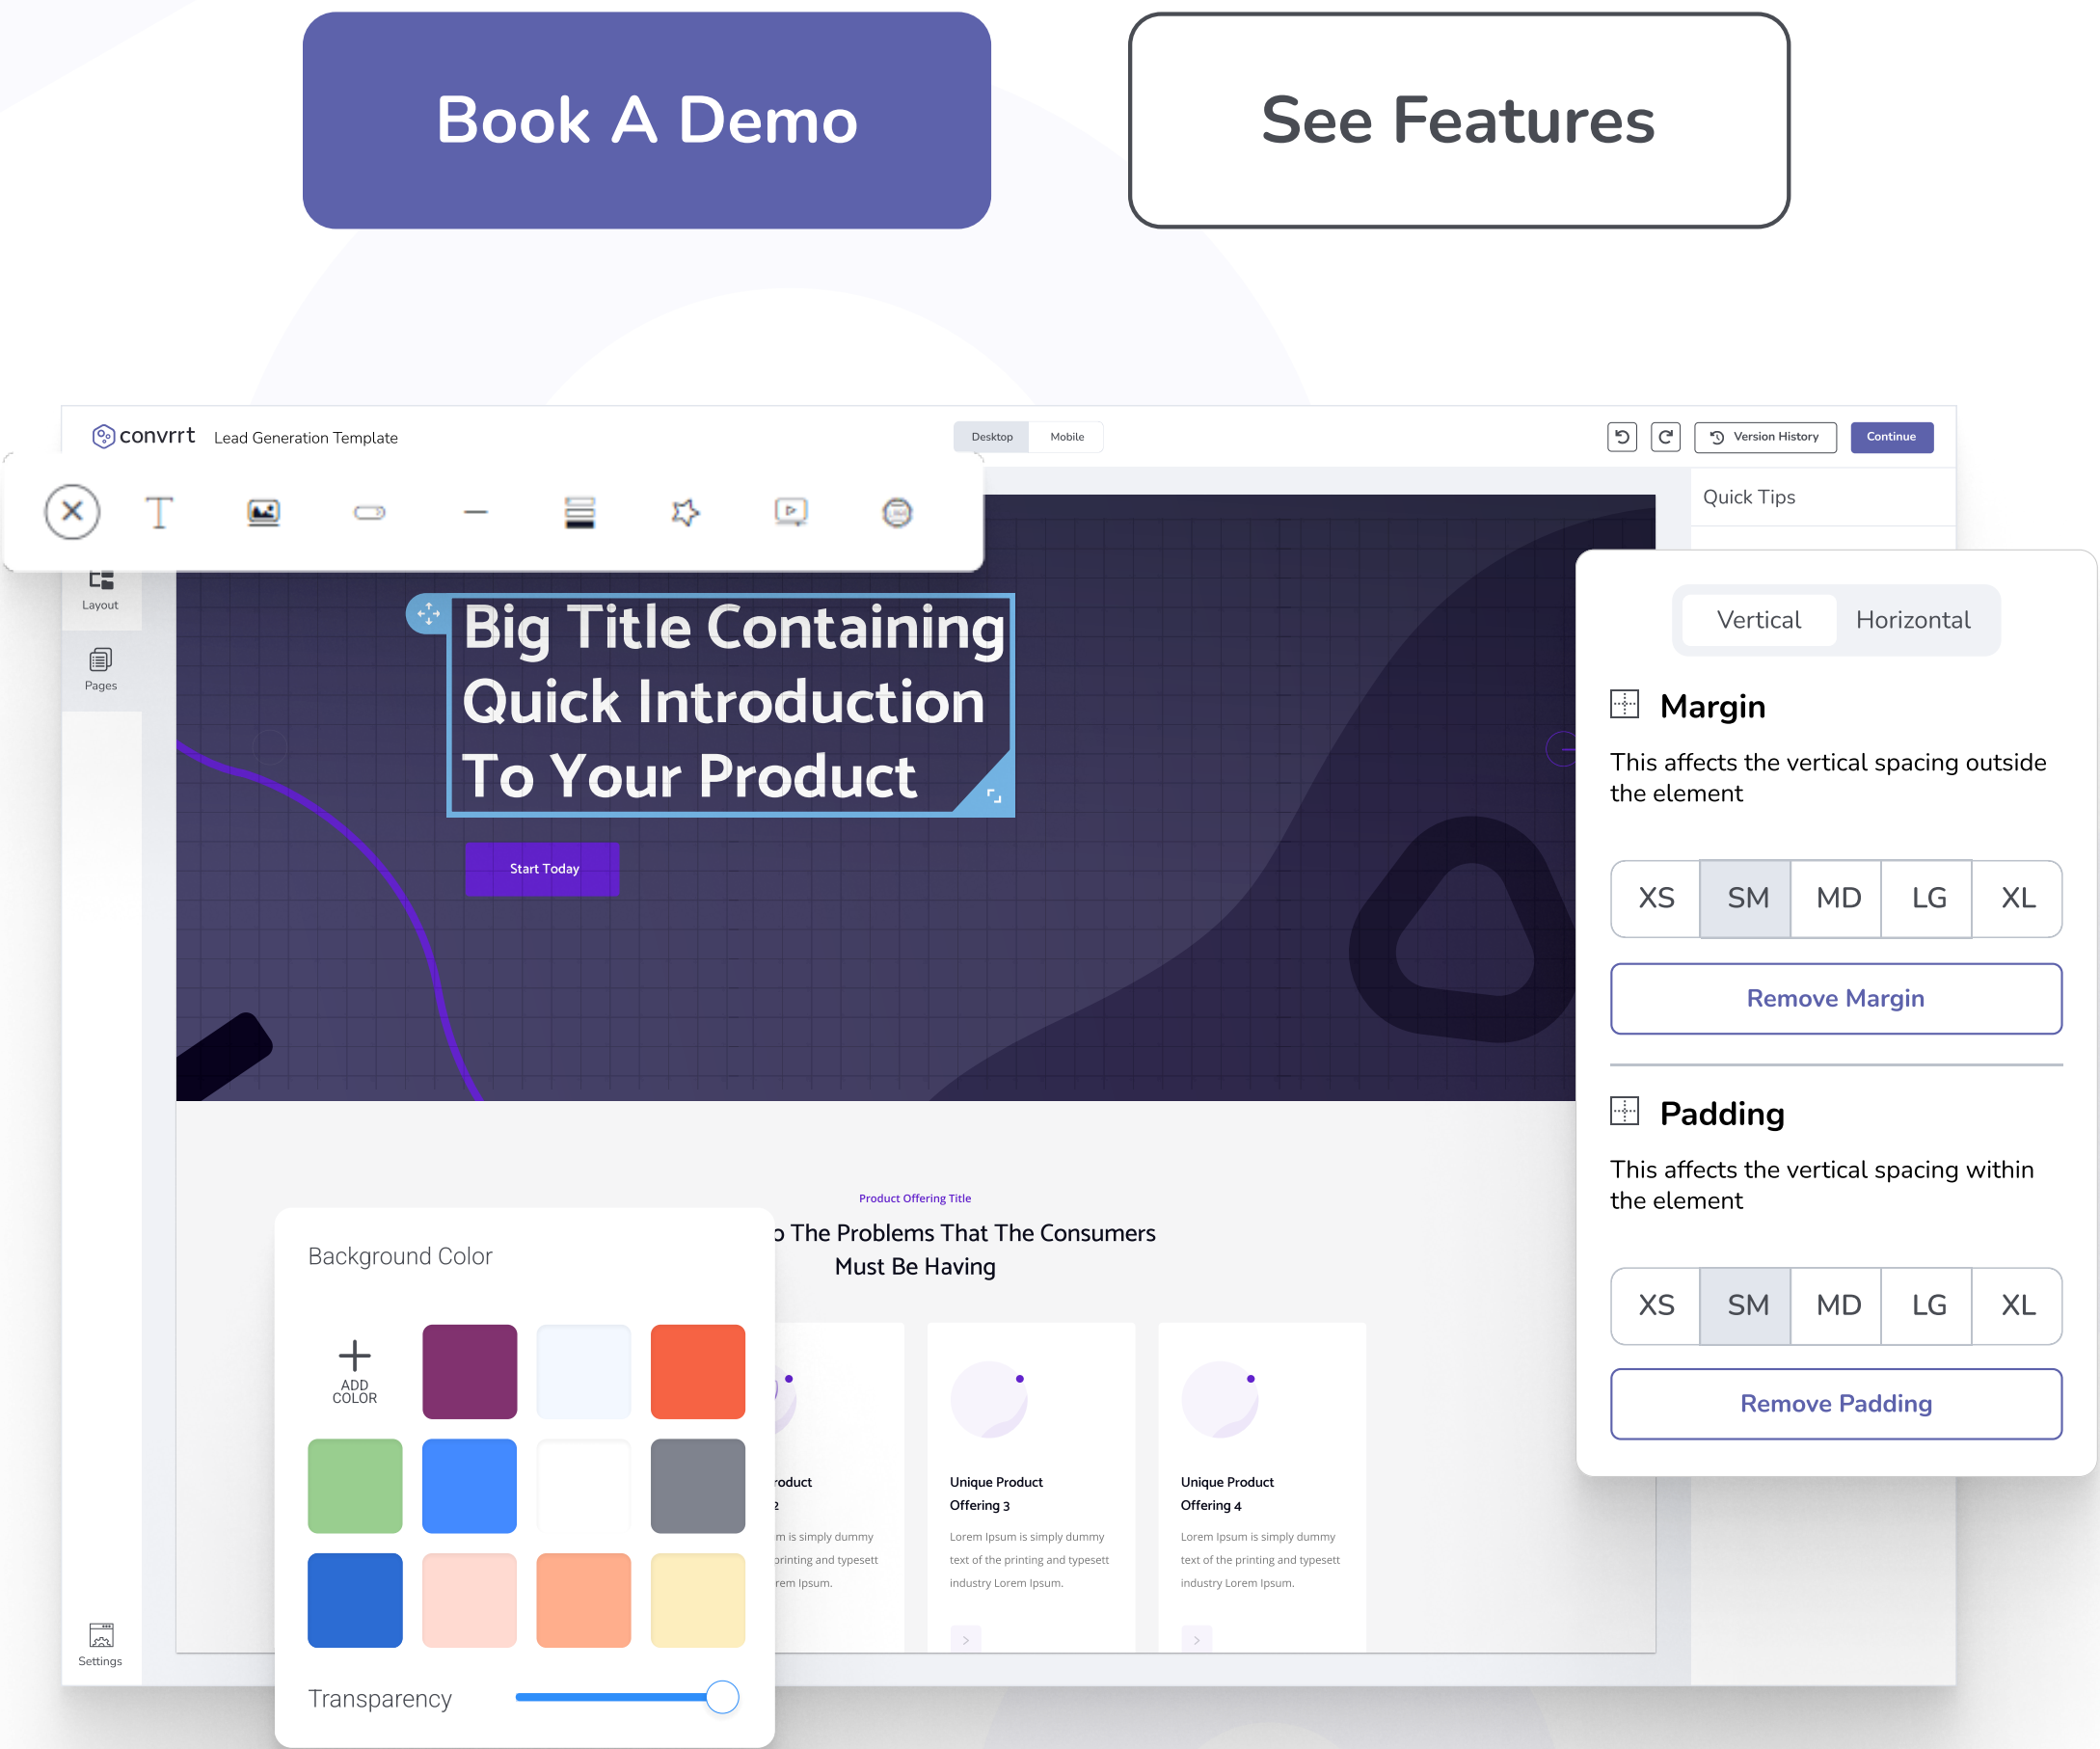 Book A Demo
See Features
convrrt
Lead Generation Template
Desktop
Mobile
Version History
Continue
T
Quick Tips
Layout
Pages
Settings
Big Title Containing
Quick Introduction
To Your Product
Start Today
Vertical
Horizontal
Margin
This affects the vertical spacing outside
the element
XS SM MD LG XL
Remove Margin
Padding
This affects the vertical spacing within
the element
XS SM MD LG XL
Remove Padding
Product Offering Title
The Problems That The Consumers
Must Be Having
Background Color
ADD
COLOR
Transparency
2
is simply dummy
printing and typesett
Ipsum.
Unique Product
Offering 3
Lorem Ipsum is simply dummy
text of the printing and typesett
industry Lorem Ipsum.
Unique Product
Offering 4
Lorem Ipsum is simply dummy
text of the printing and typesett
industry Lorem Ipsum.